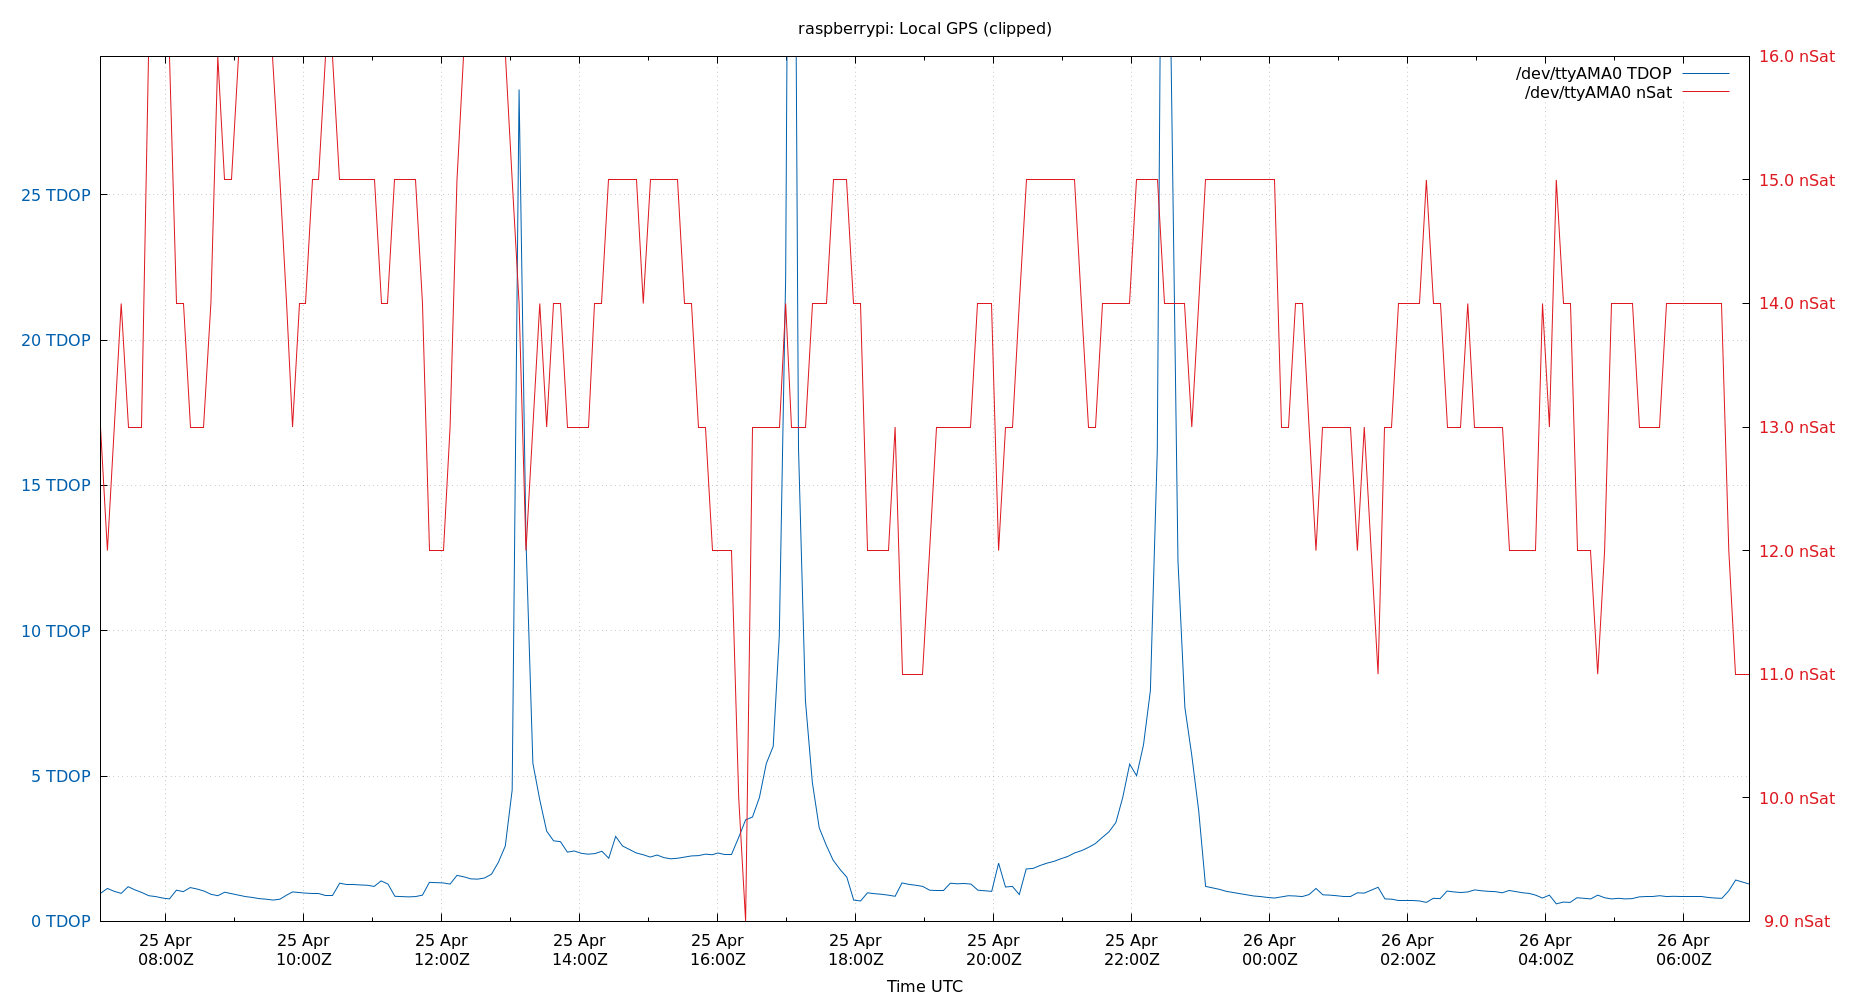 raspberrypi: Local GPS (clipped)
16.0 nSat
/dev/ttyAMA0 TDOP
/dev/ttyAMA0 nSat
15.0 nSat
25 TDOP
14.0 nSat
20 TDOP
13.0 nSat
15 TDOP
12.0 nSat
10 TDOP
11.0 nSat
5 TDOP
10.0 nSat
0 TDOP
9.0 nSat
25 Apr 25 Apr 25 Apr 25 Apr 25 Apr 25 Apr 25 Apr 25 Apr 26 Apr 26 Apr 26 Apr 26 Apr
08:00Z 10:00Z 12:00Z 14:00Z 16:00Z 18:00Z 20:00Z 22:00Z 00:00Z 02:00Z 04:00Z 06:00Z
Time UTC